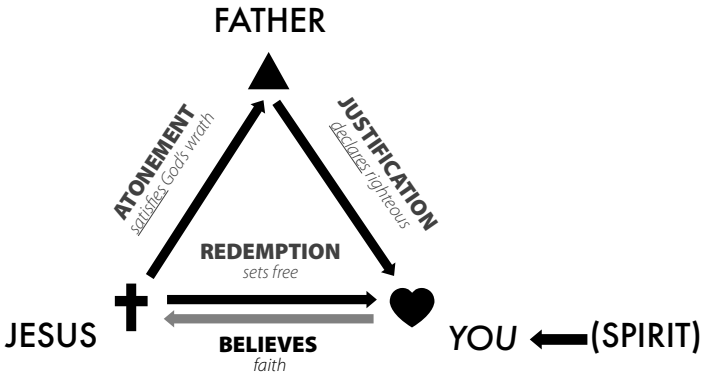 FATHER
ATONEMENT
satisfies God's wrath
JUSTIFICATION
declares righteous
REDEMPTION
sets free
JESUS
BELIEVES
faith
YOU
(SPIRIT)